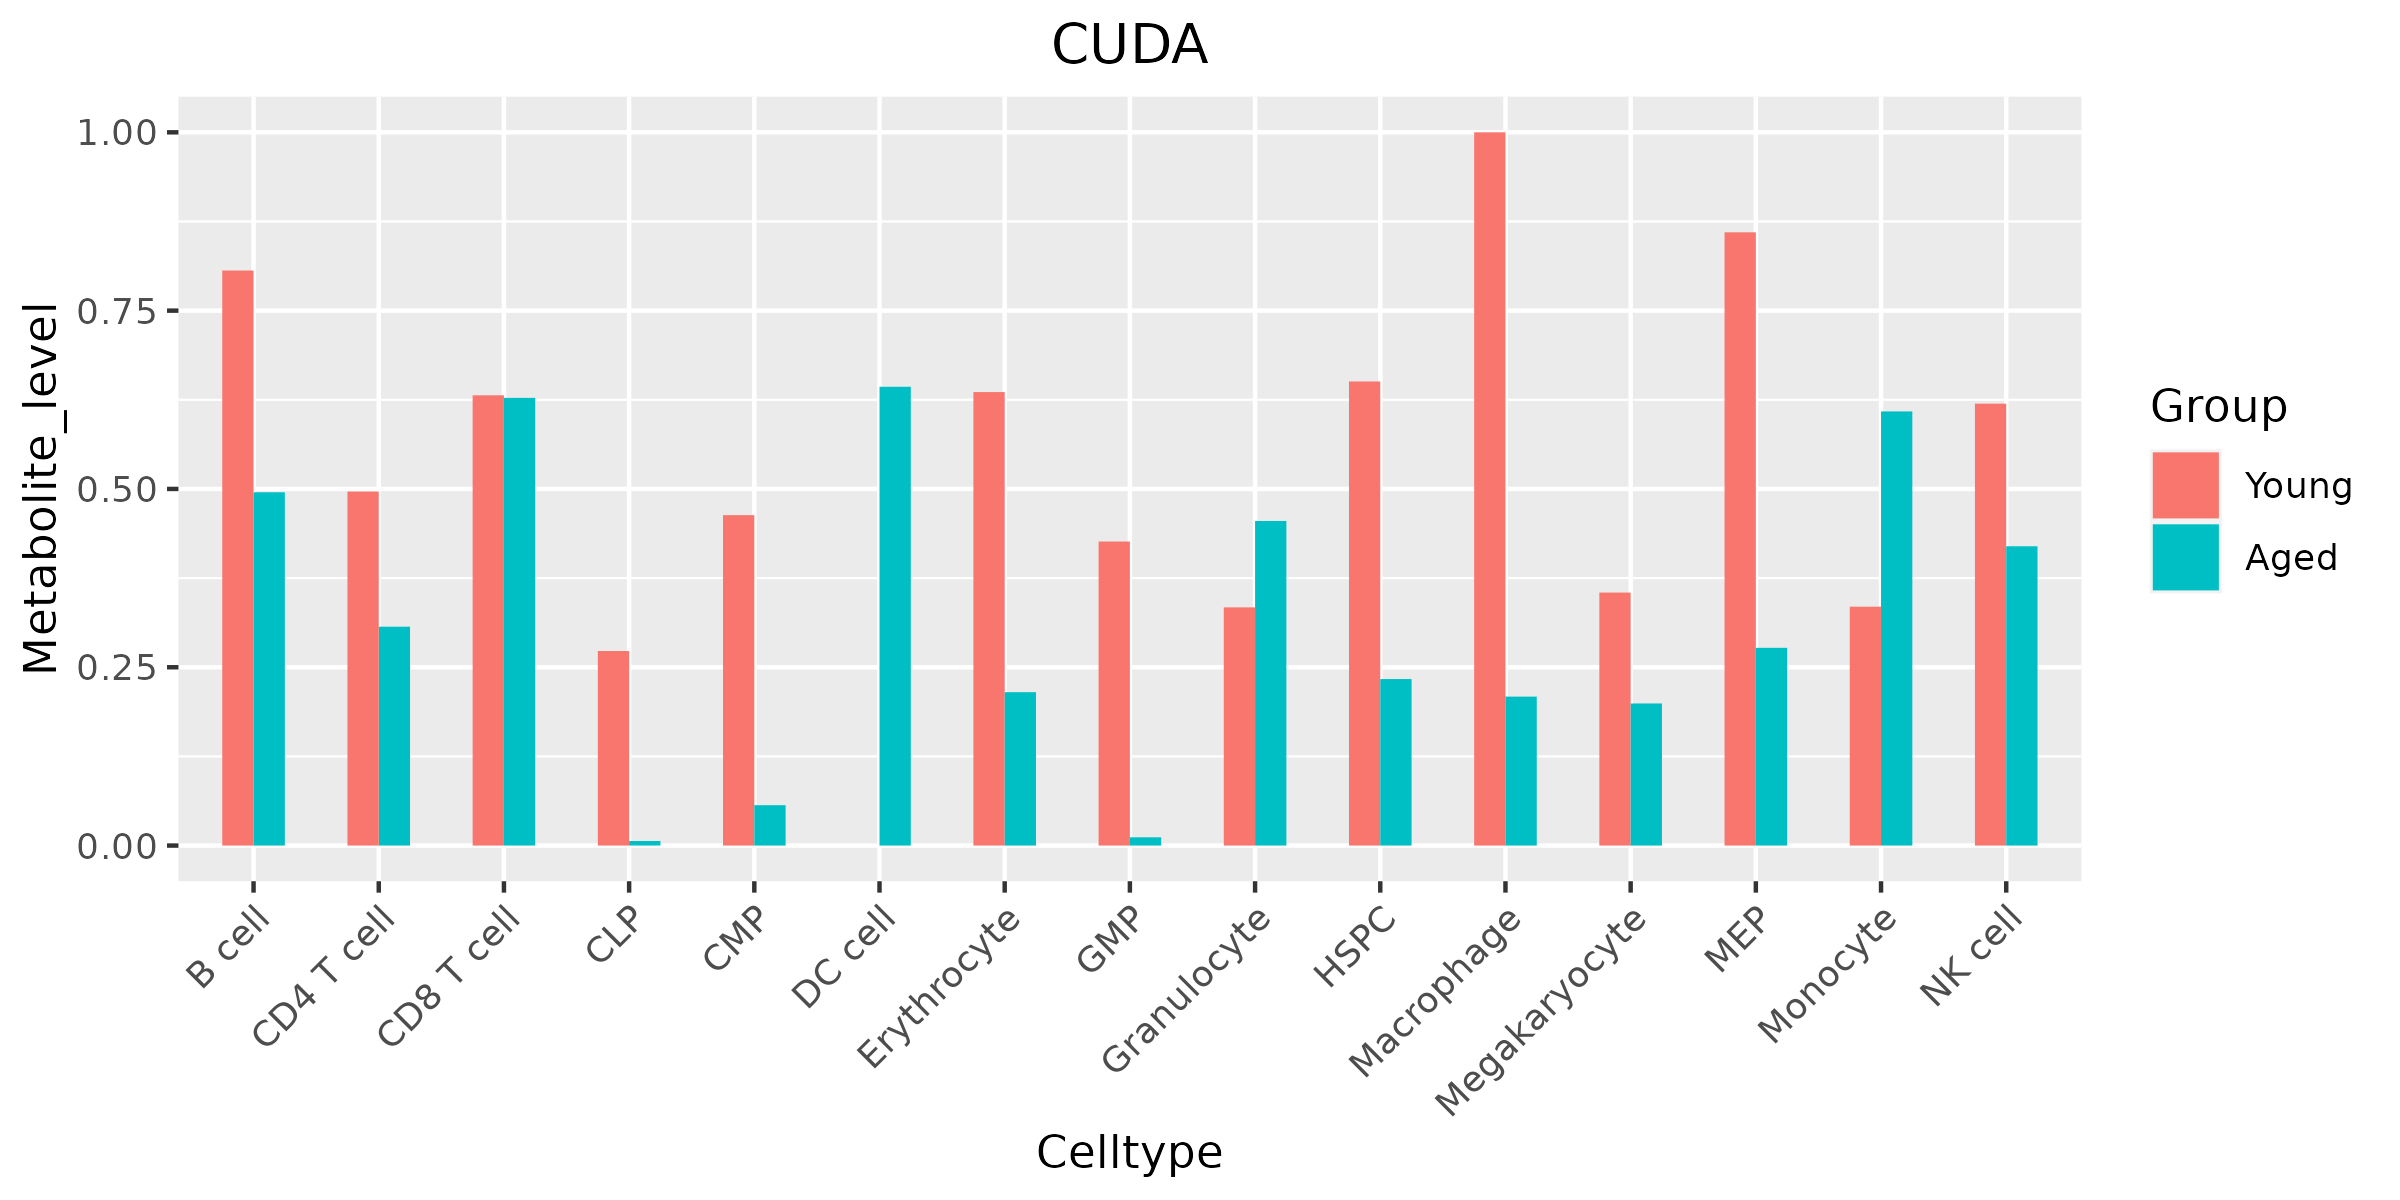 CUDA
Metabolite_level
1.00
0.75
0.50
0.25
0.00
B cell
CD4 T cell
CD8 T cell
CLP
CMP
DC cell
Erythrocyte
GMP
Granulocyte
HSPC
Macrophage
Megakaryocyte
MEP
Monocyte
NK cell
Celltype
Group
Young
Aged